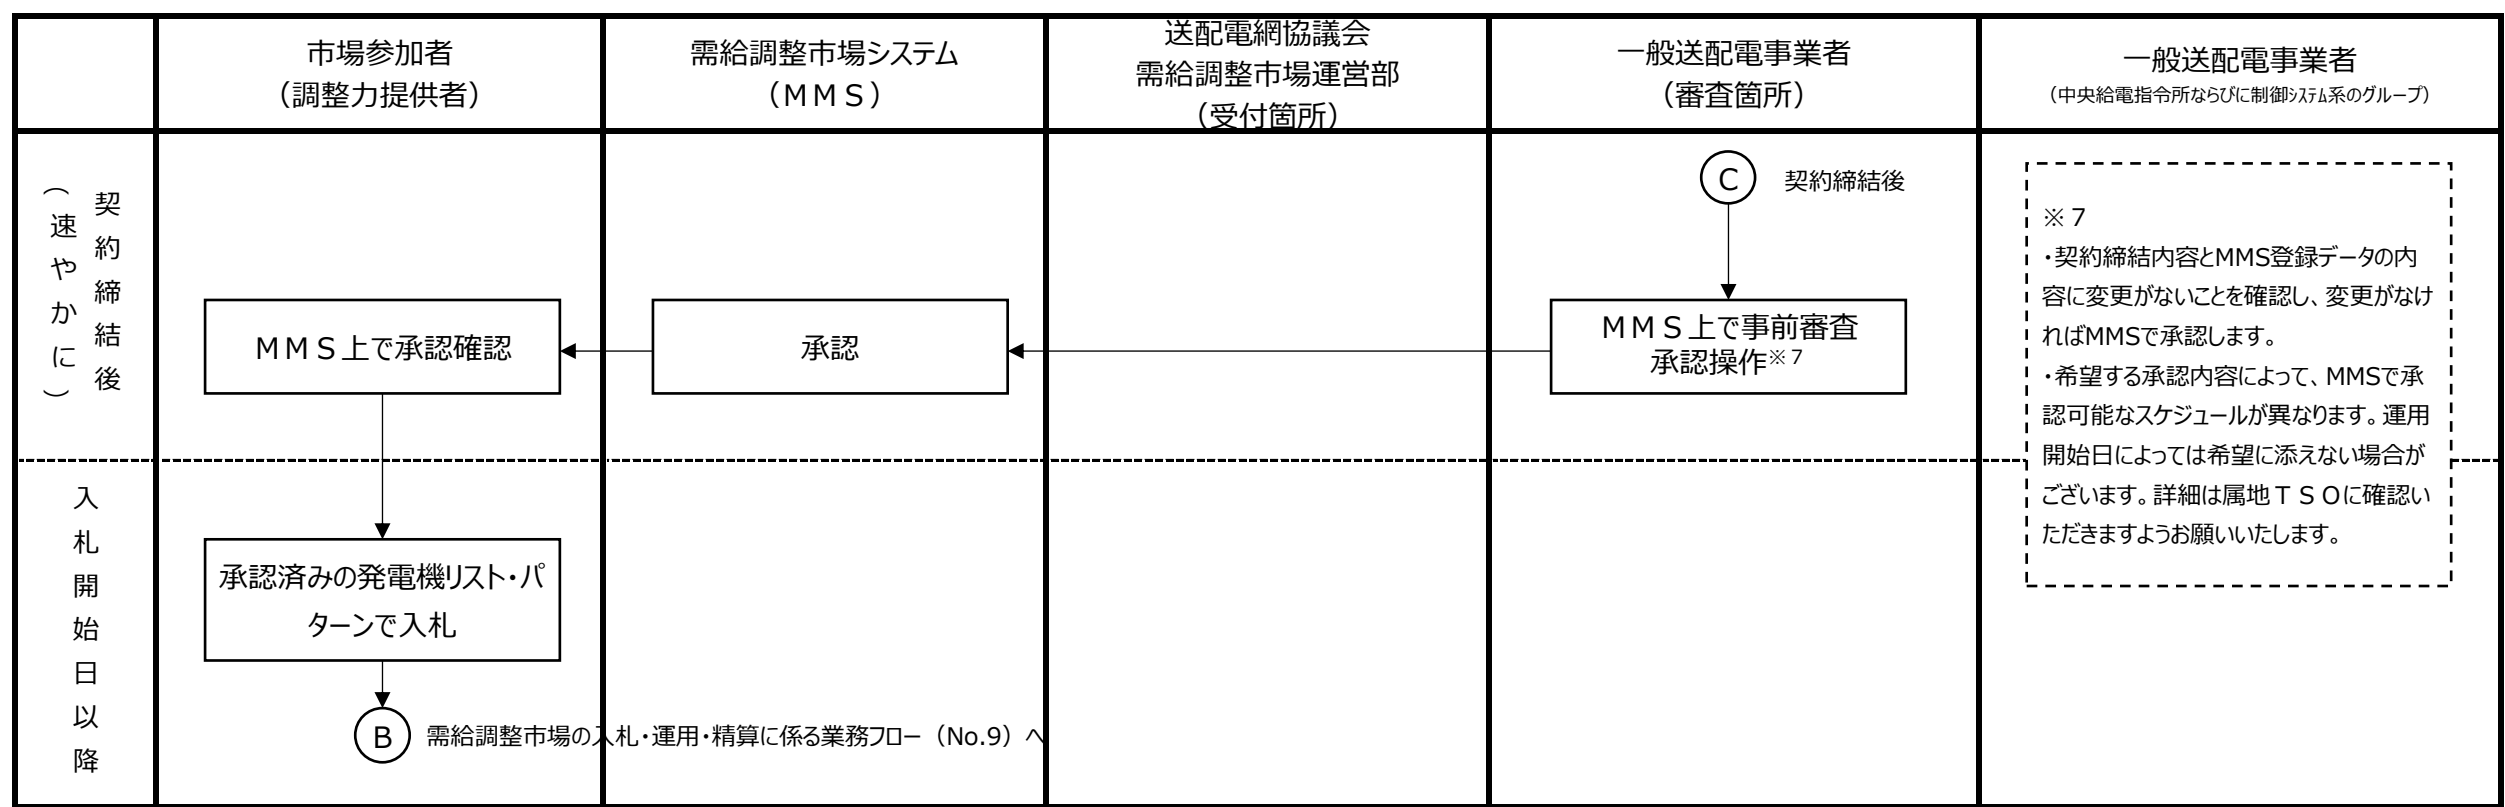 市場参加者
（調整力提供者）
需給調整市場システム
（ＭＭＳ）
送配電網協議会
需給調整市場運営部
（受付箇所）
一般送配電事業者
（審査箇所）
一般送配電事業者
（中央給電指令所ならびに制御ｼｽﾃﾑ系のグループ）
契約締結後
（速やかに）
C
契約締結後
ＭＭＳ上で承認確認
承認
ＭＭＳ上で事前審査
承認操作※７
※７
・契約締結内容とMMS登録データの内
容に変更がないことを確認し、変更がなけ
ればMMSで承認します。
・希望する承認内容によって、MMSで承
認可能なスケジュールが異なります。運用
開始日によっては希望に添えない場合が
ございます。詳細は属地ＴＳＯに確認い
ただきますようお願いいたします。
入札開始日以降
承認済みの発電機リスト・パ
ターンで入札
B
需給調整市場の入札・運用・精算に係る業務フロー（No.9）へ